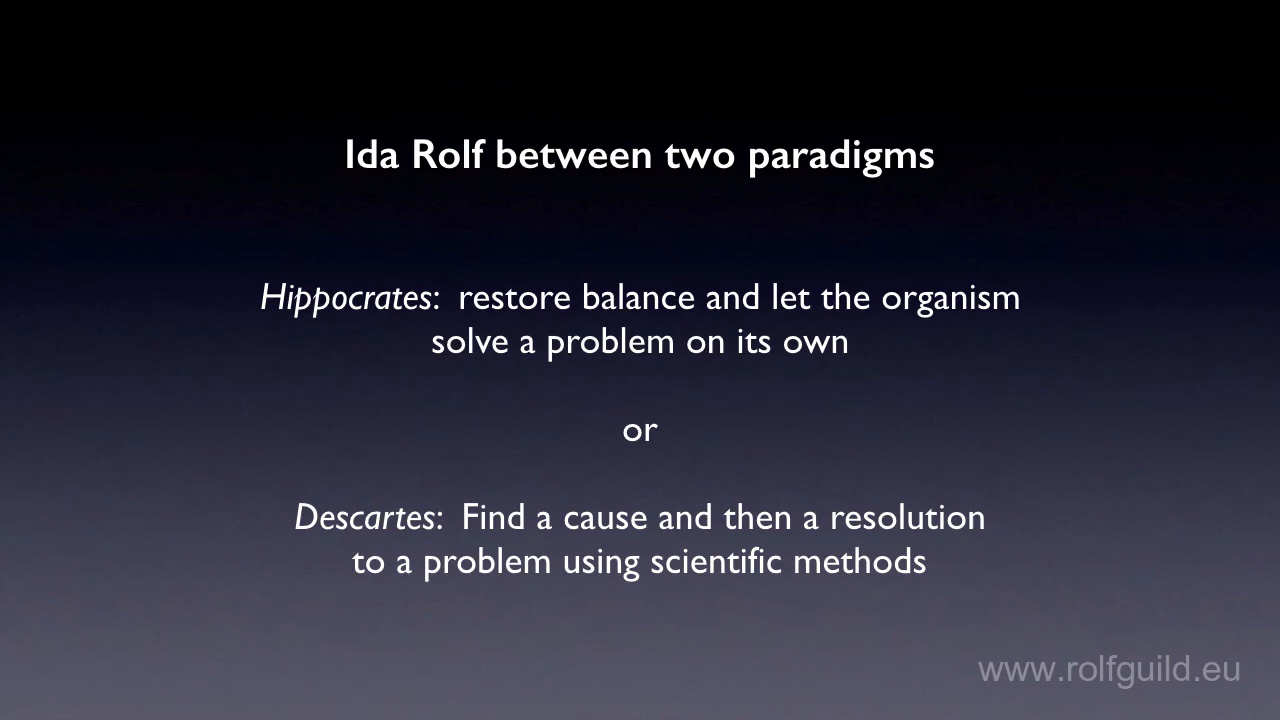 Ida Rolf between two paradigms
Hippocrates: restore balance and let the organism
solve a problem on its own
or
Descartes: Find a cause and then a resolution
to a problem using scientific methods
www.rolfguild.eu